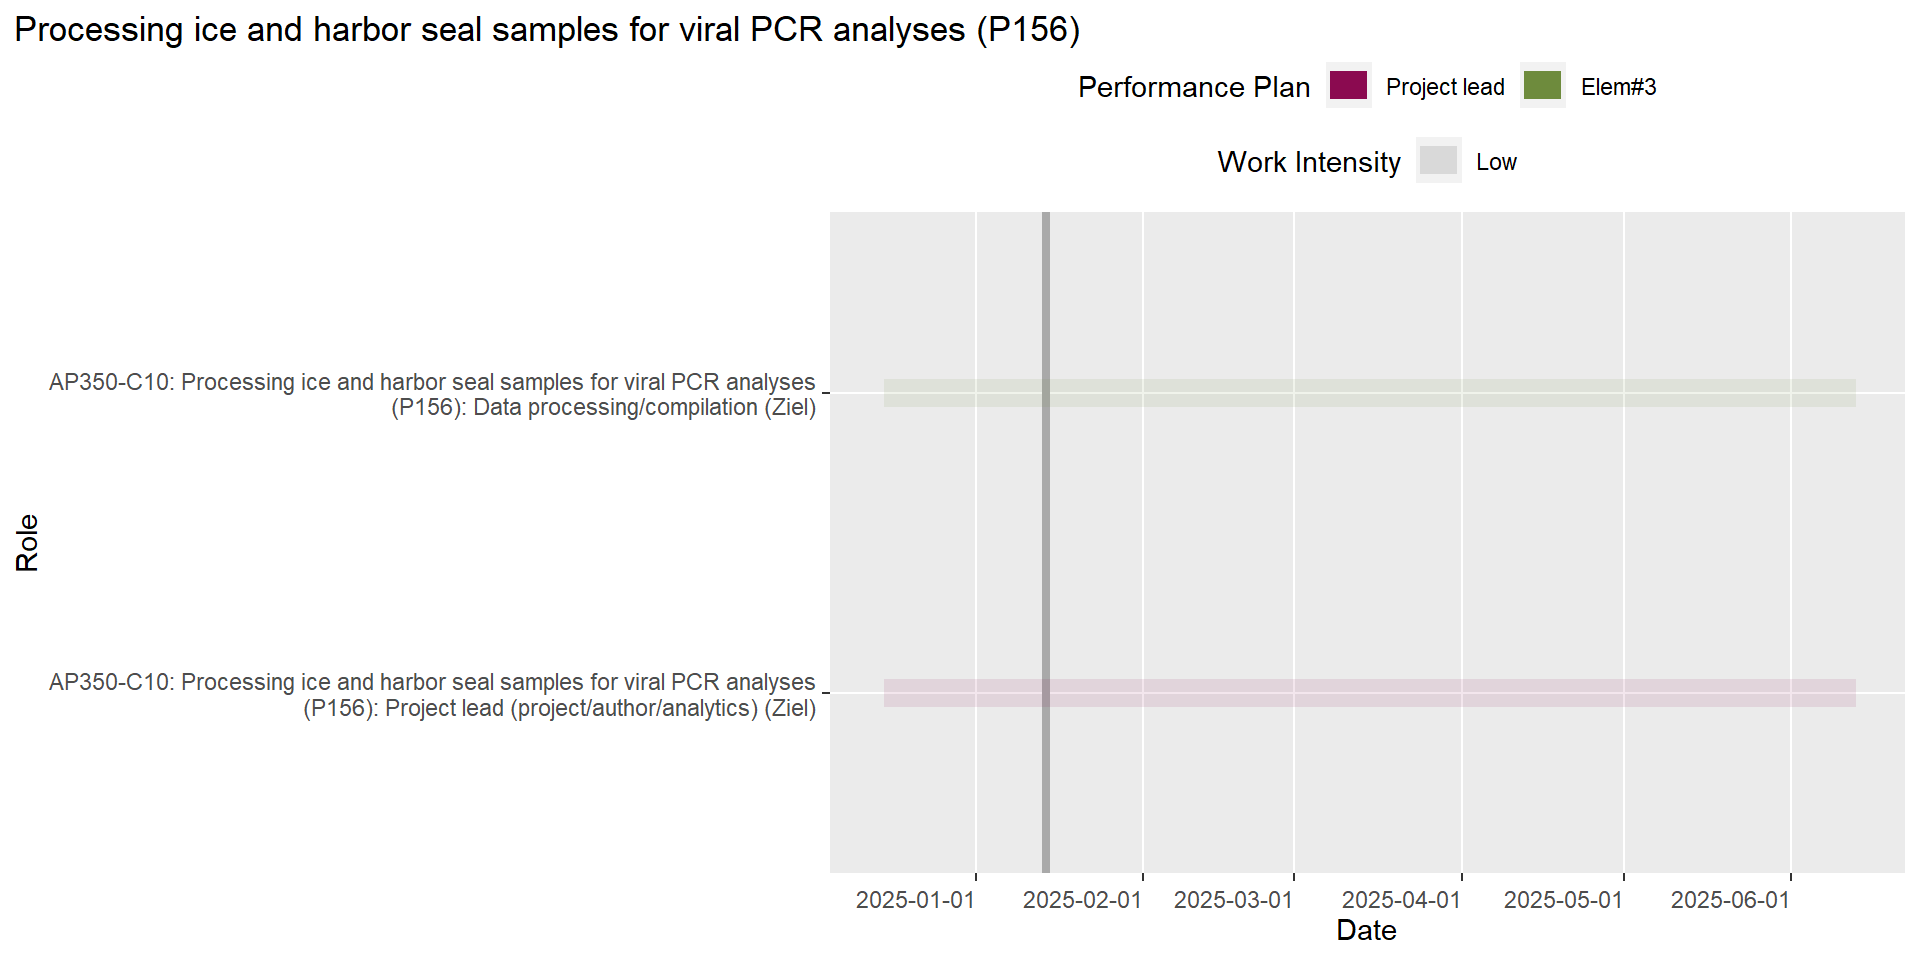 Processing ice and harbor seal samples for viral PCR analyses (P156)
Performance Plan Project lead Elem#3
Work Intensity Low
AP350-C10: Processing ice and harbor seal samples for viral PCR analyses
(P156): Data processing/compilation (Ziel)
Role
AP350-C10: Processing ice and harbor seal samples for viral PCR analyses
(P156): Project lead (project/author/analytics) (Ziel)
2025-01-01 2025-02-01 2025-03-01 2025-04-01 2025-05-01 2025-06-01
Date